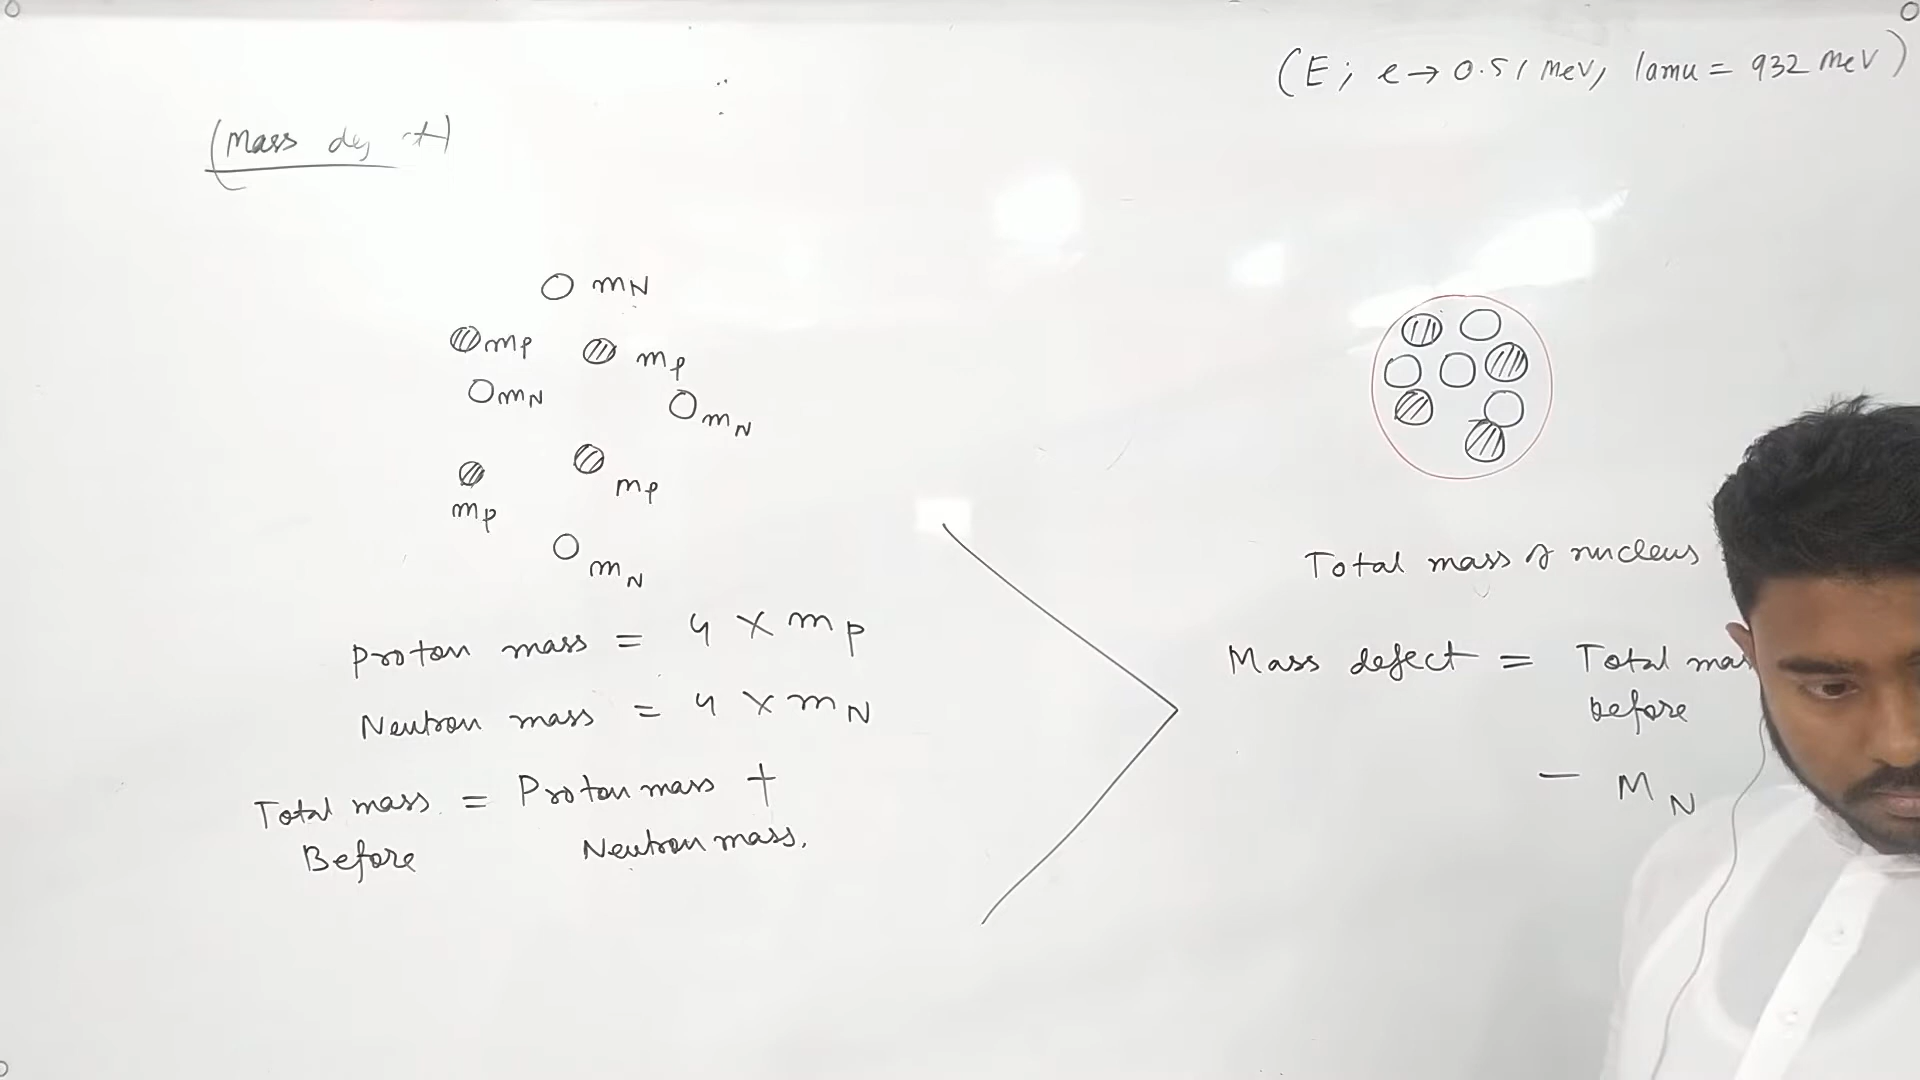 (E; e → 0.51 MeV, 1amu = 932 MeV)
(Mass
O mN
mp
mp
mN
mN
mp
mp
mN
Proton mass = 4 × mp
Neutron mass = 4 × mN
Total mass = Proton mass +
Before Neutron mass.
Total mass of nucleus
Mass defect = Total
before
− MN